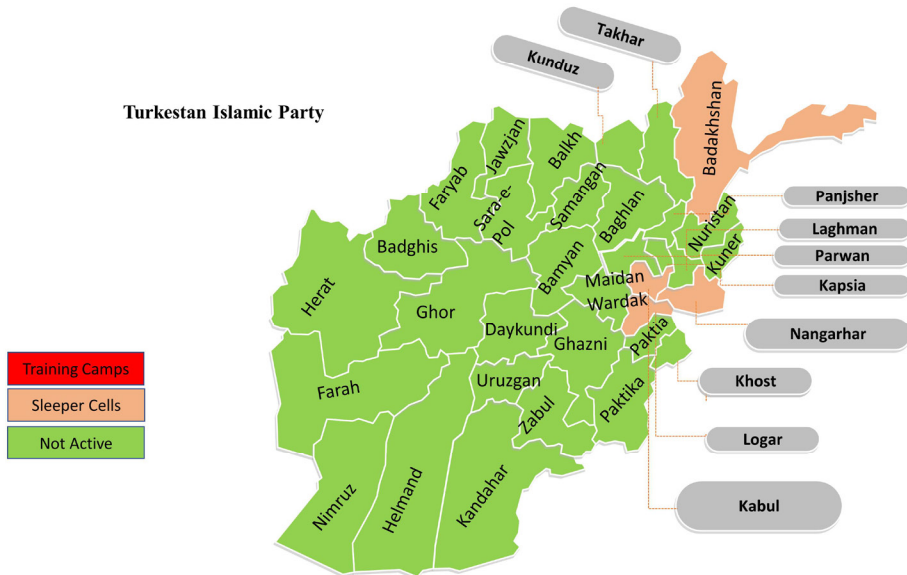 Takhar
Kunduz
Turkestan Islamic Party
Badakhshan
Jawzjan
Balkh
Faryab
Samangan
Sara-e-
Pol
Baghlan
Panjsher
Nuristan
Laghman
Badghis
Kuner
Parwan
Bamyan
Herat
Maidan
Wardak
Kapsia
Ghor
Daykundi
Ghazni
Paktia
Nangarhar
Training Camps
Farah
Uruzgan
Khost
Sleeper Cells
Zabul
Paktika
Not Active
Logar
Nimruz
Helmand
Kandahar
Kabul